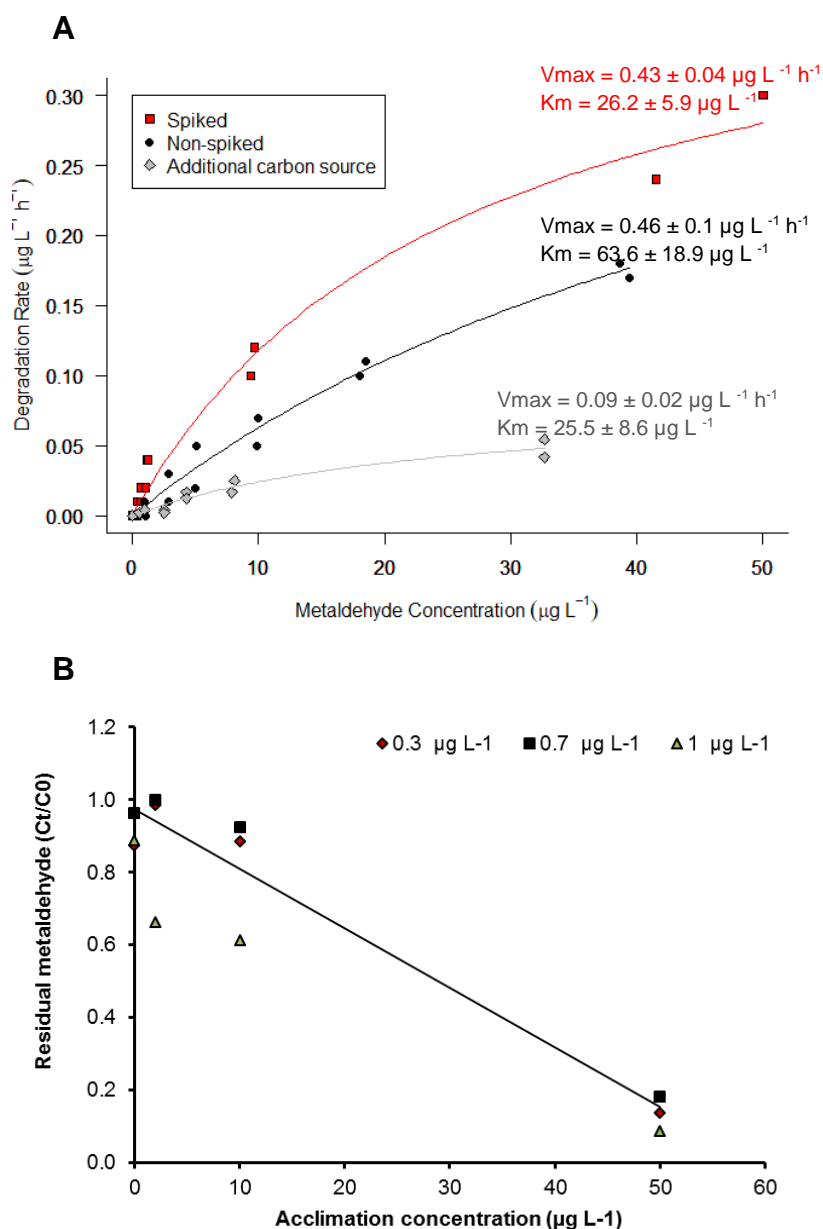 A
Vmax = 0.43 ± 0.04 µg L -1 h-1
Km = 26.2 ± 5.9 µg L -1
Spiked
Non-spiked
Additional carbon source
Vmax = 0.46 ± 0.1 µg L -1 h-1
Km = 63.6 ± 18.9 µg L -1
Vmax = 0.09 ± 0.02 µg L -1 h-1
Km = 25.5 ± 8.6 µg L -1
0.30
0.25
0.20
0.15
0.10
0.05
0.00
Degradation Rate (µg L−1 h−1)
0 10 20 30 40 50
Metaldehyde Concentration (µg L−1)
B
0.3 µg L-1 0.7 µg L-1 1 µg L-1
1.2
1.0
0.8
0.6
0.4
0.2
0.0
Residual metaldehyde (Ct/C0)
0 10 20 30 40 50 60
Acclimation concentration (µg L-1)